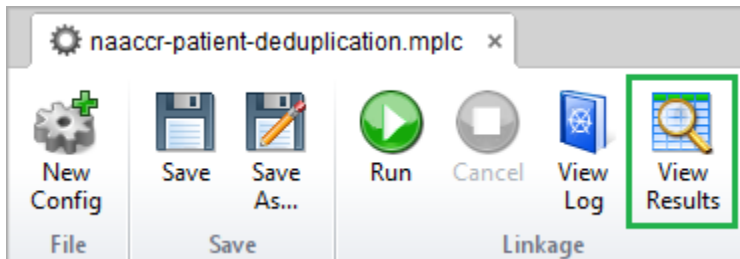 naaccr-patient-deduplication.mplc ×
New Save Save Run Cancel View View
Config As... Log Results
File Save Linkage